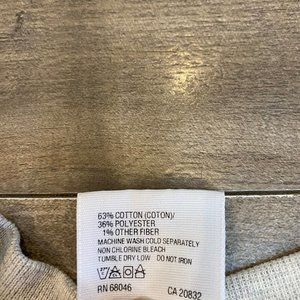 63% COTTON (COTON)/
36% POLYESTER
1% OTHER FIBER
MACHINE WASH COLD SEPARATELY
NON CHLORINE BLEACH
TUMBLE DRY LOW DO NOT IRON
RN 68046 CA 20832